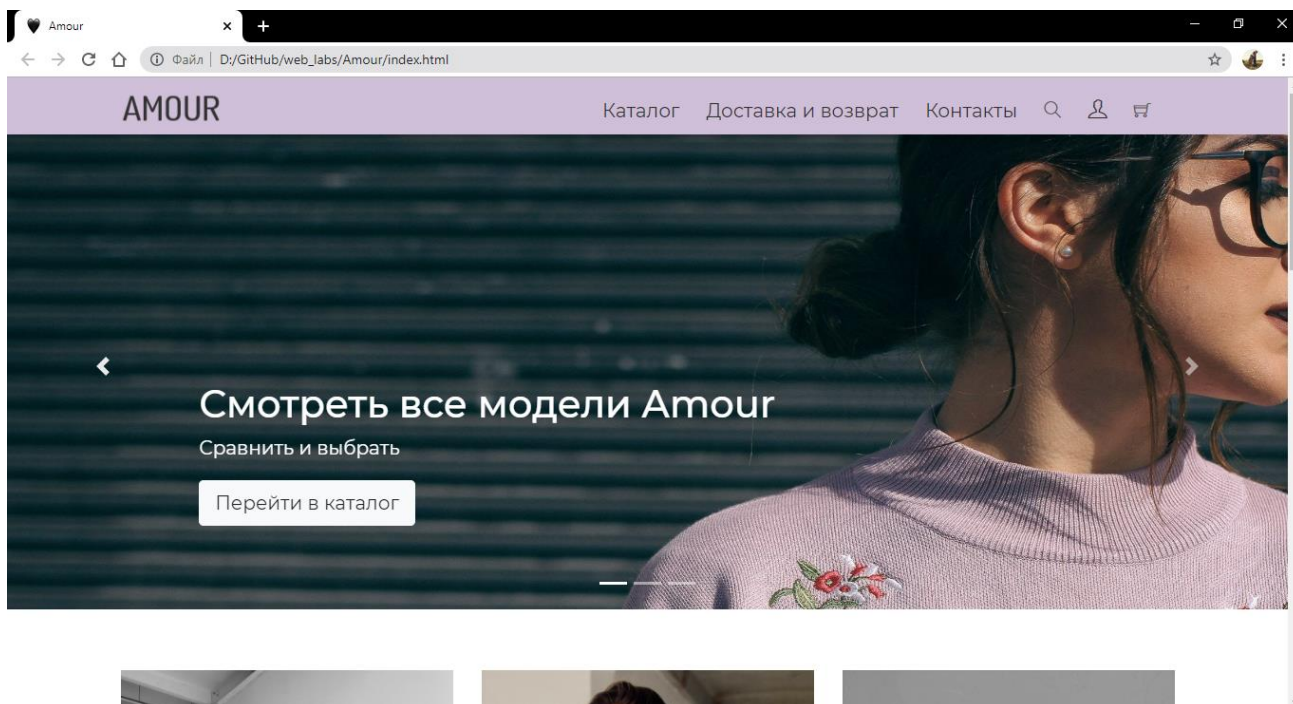 Amour
Файл | D:/GitHub/web_labs/Amour/index.html
AMOUR Каталог Доставка и возврат Контакты
Смотреть все модели Amour
Сравнить и выбрать
Перейти в каталог